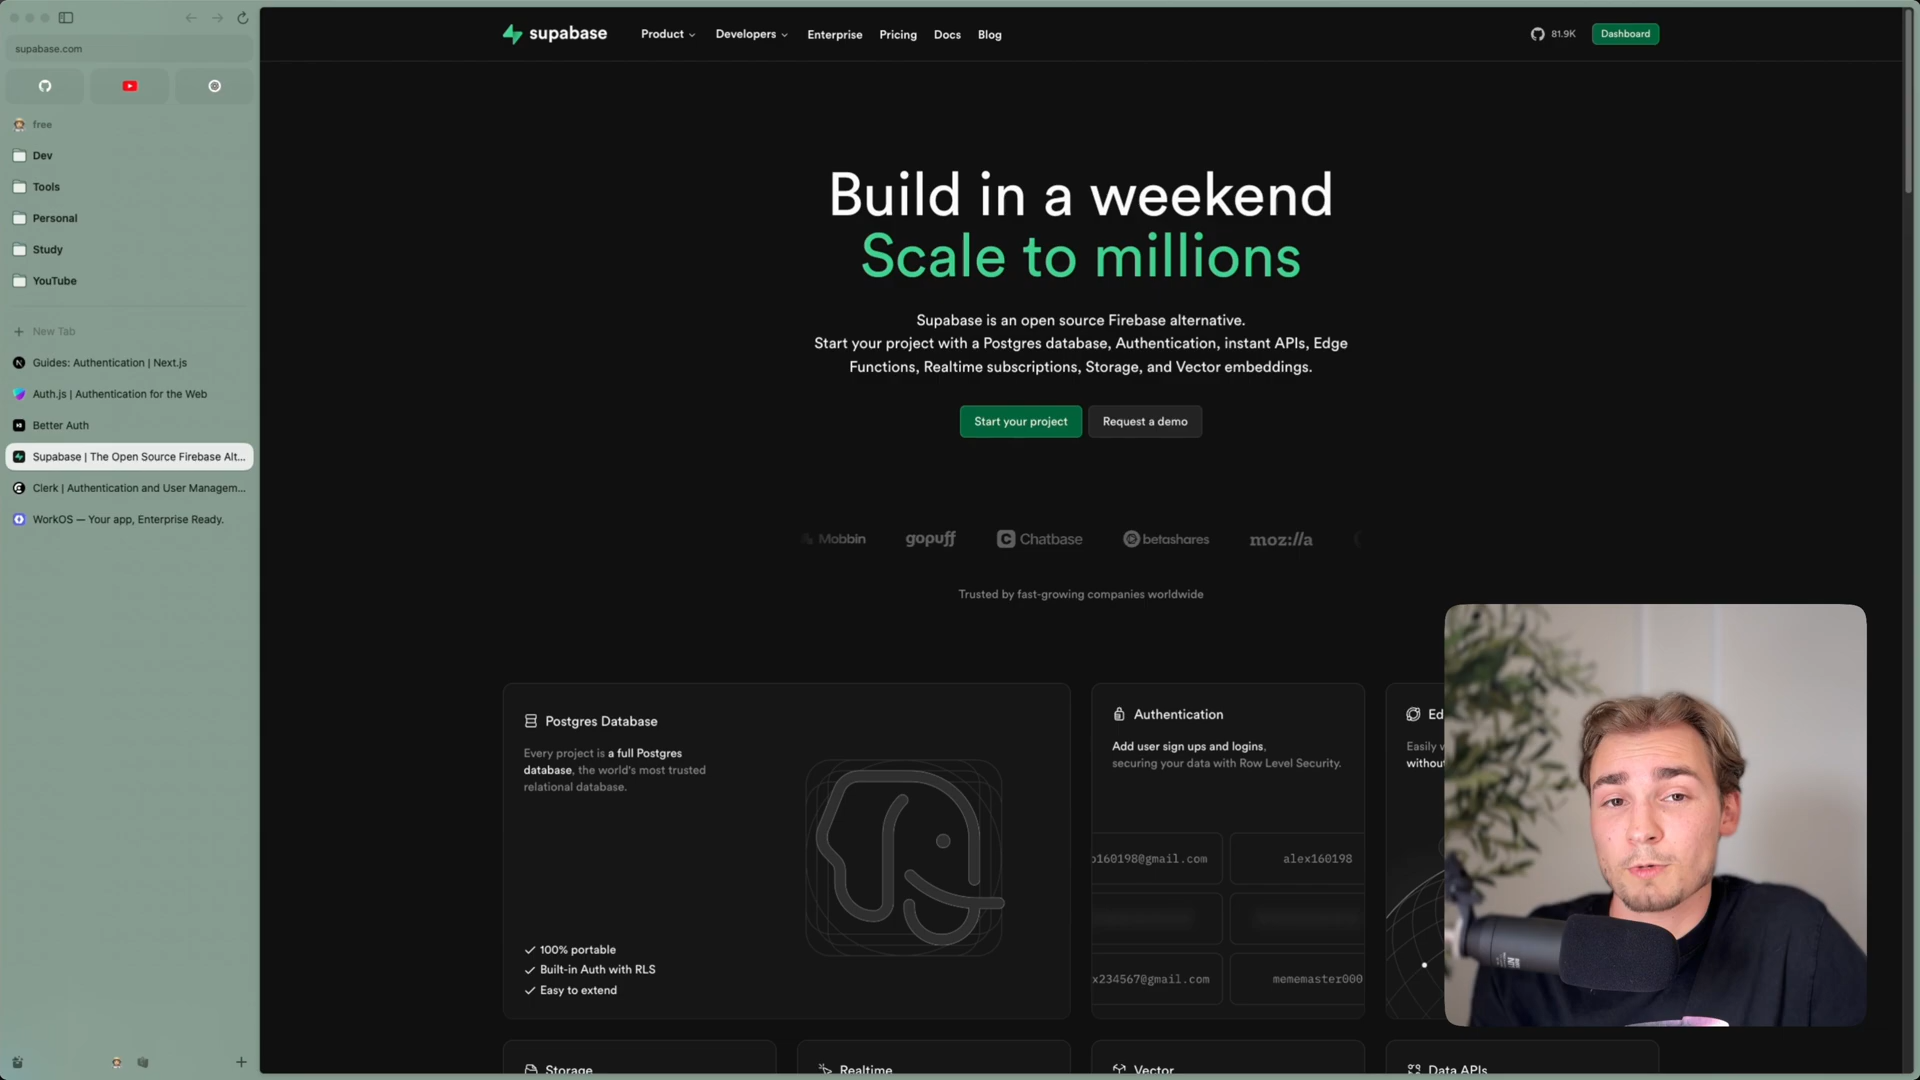 supabase.com
free
Dev
Tools
Personal
Study
YouTube
New Tab
Guides: Authentication | Next.js
Auth.js | Authentication for the Web
Better Auth
Supabase | The Open Source Firebase Alt...
Clerk | Authentication and User Managem...
WorkOS — Your app, Enterprise Ready.
supabase
Product
Developers
Enterprise
Pricing
Docs
Blog
81.9K
Dashboard
Build in a weekend
Scale to millions
Supabase is an open source Firebase alternative.
Start your project with a Postgres database, Authentication, instant APIs, Edge
Functions, Realtime subscriptions, Storage, and Vector embeddings.
Start your project
Request a demo
Mobbin
gopuff
Chatbase
betashares
moz://a
Trusted by fast-growing companies worldwide
Postgres Database
Every project is a full Postgres
database, the world's most trusted
relational database.
100% portable
Built-in Auth with RLS
Easy to extend
Authentication
Add user sign ups and logins,
securing your data with Row Level Security.
160198@gmail.com
alex160198
x234567@gmail.com
mememaster000
Ed
Easily
witho
Storage
Realtime
Vector
Data APIs